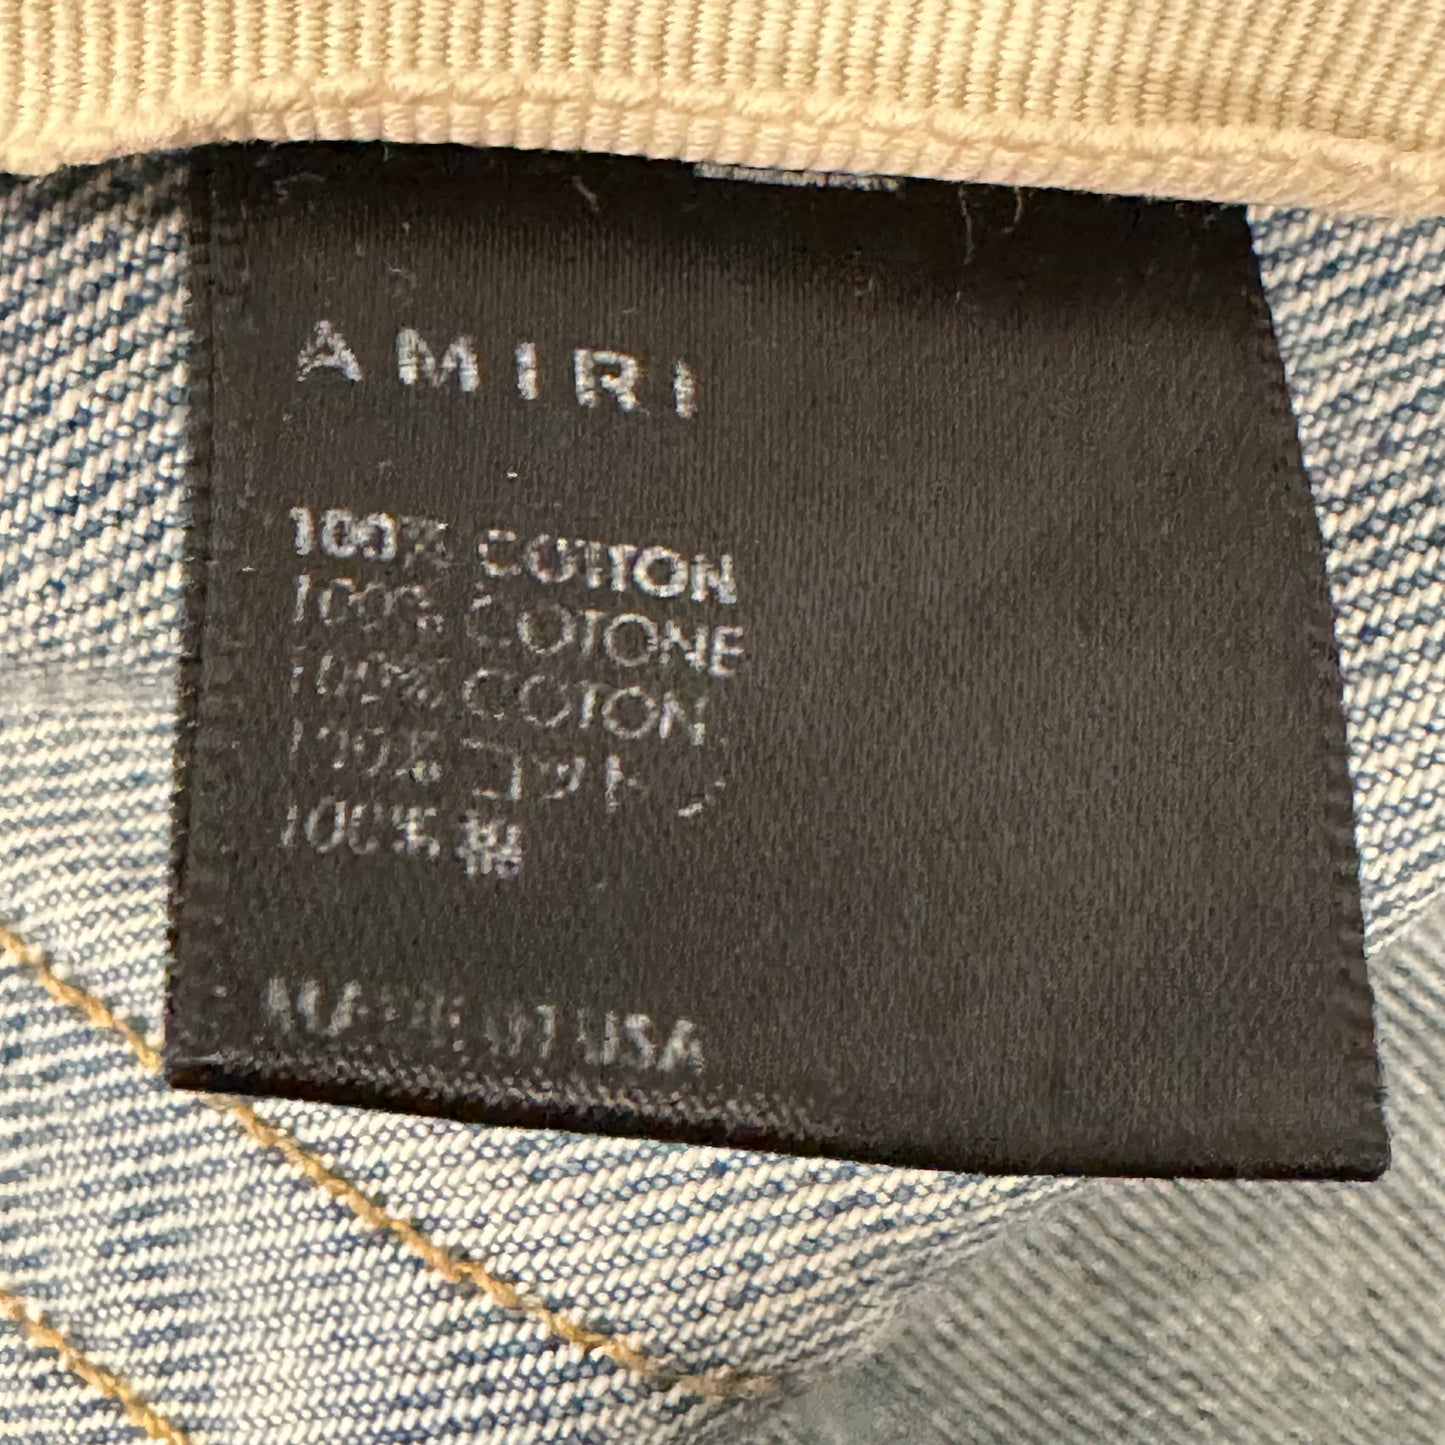 AMIRI
100% COTTON
100% COTONE
100% COTON
100% コットン
100% 棉
MADE IN USA